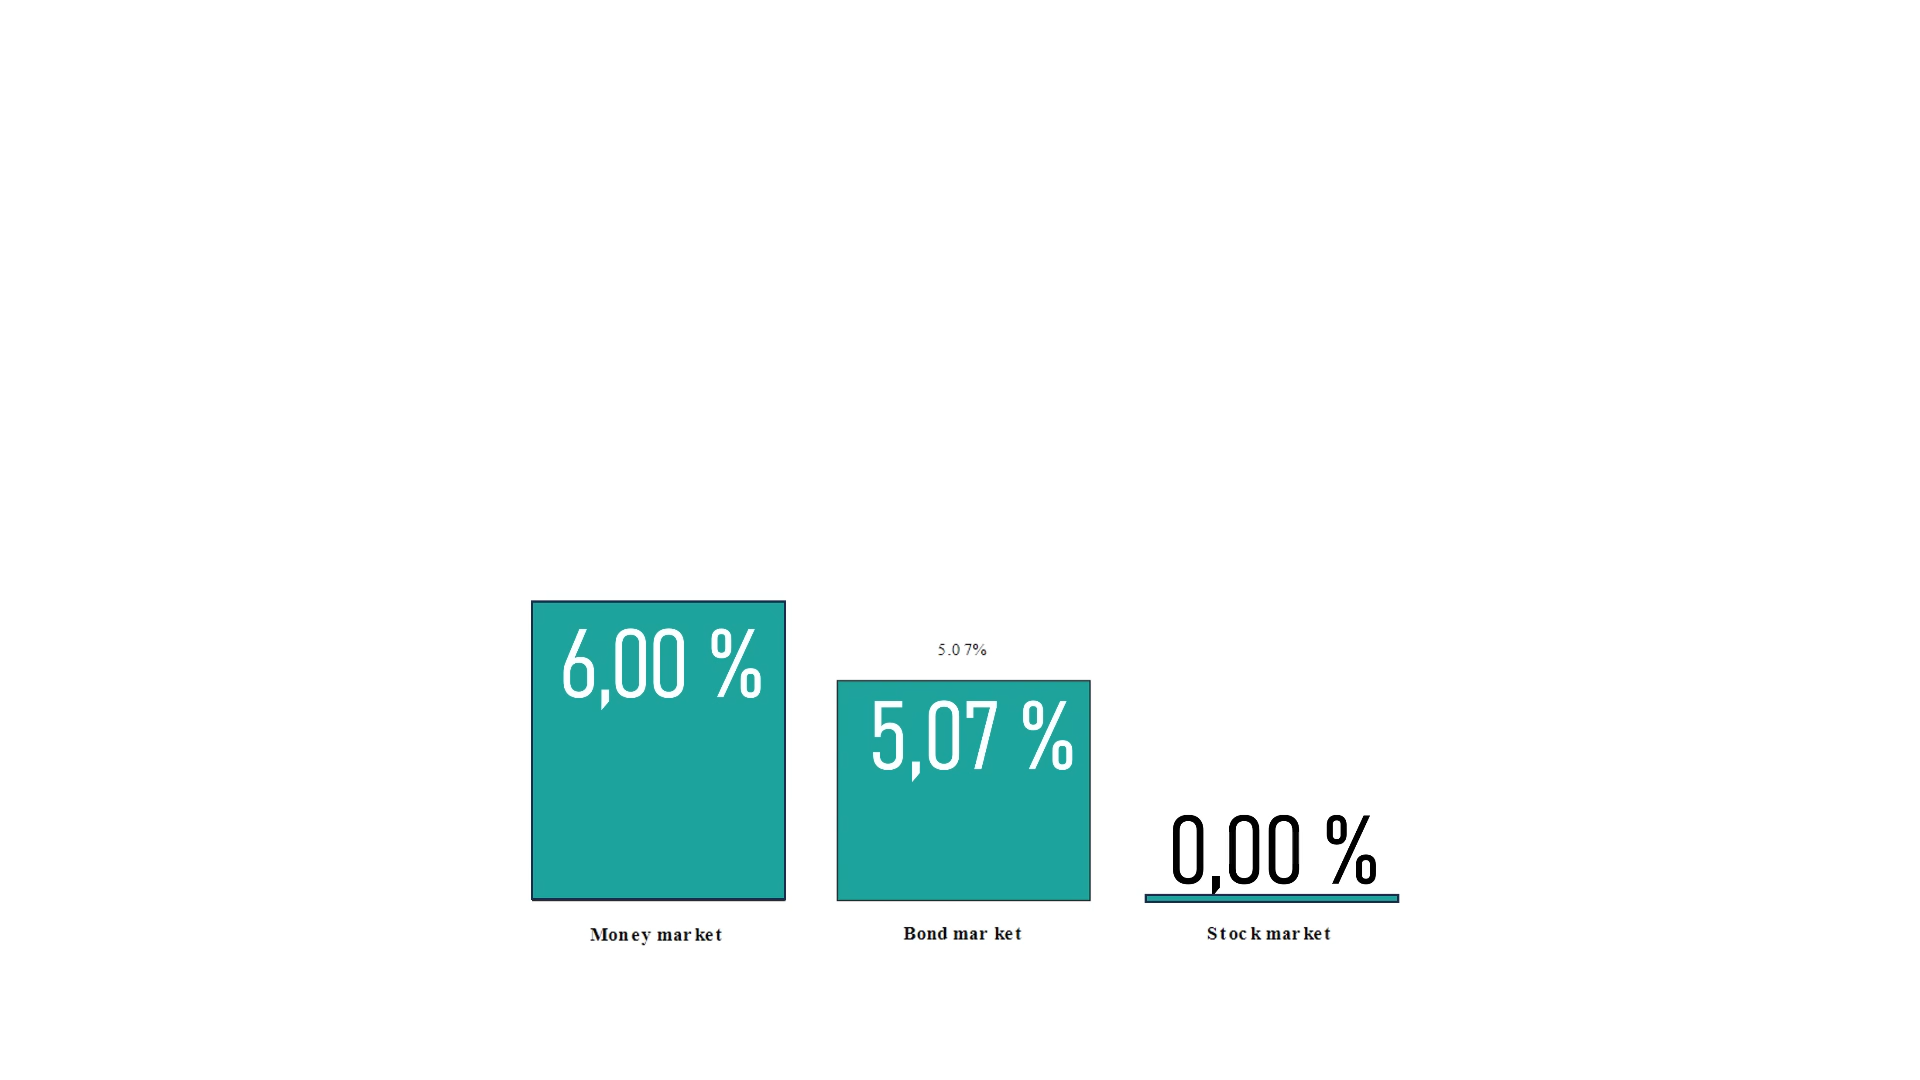 6,00 %
5.07%
5,07 %
0,00 %
Money market
Bond market
Stock market